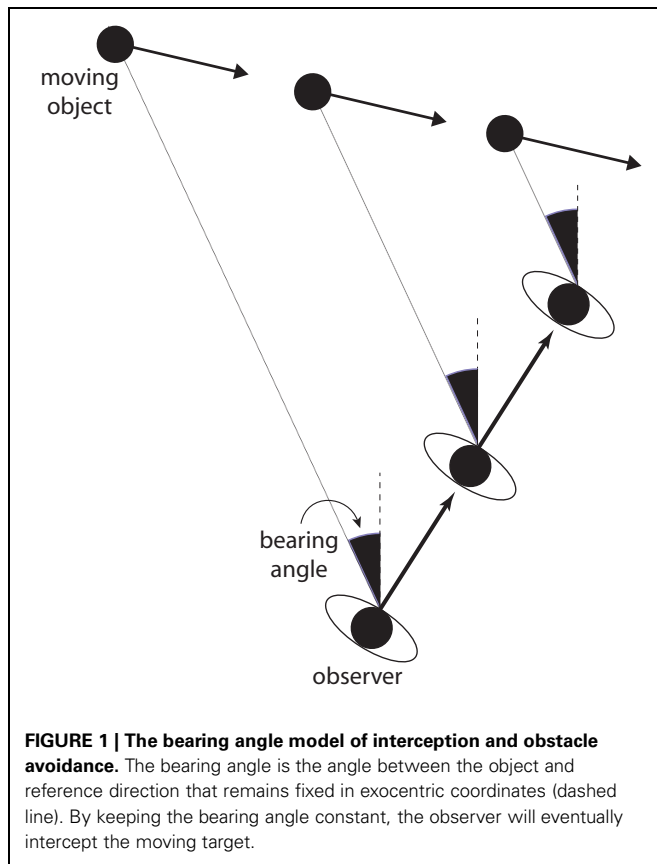 moving
object
bearing
angle
observer
FIGURE 1 | The bearing angle model of interception and obstacle
avoidance. The bearing angle is the angle between the object and
reference direction that remains fixed in exocentric coordinates (dashed
line). By keeping the bearing angle constant, the observer will eventually
intercept the moving target.